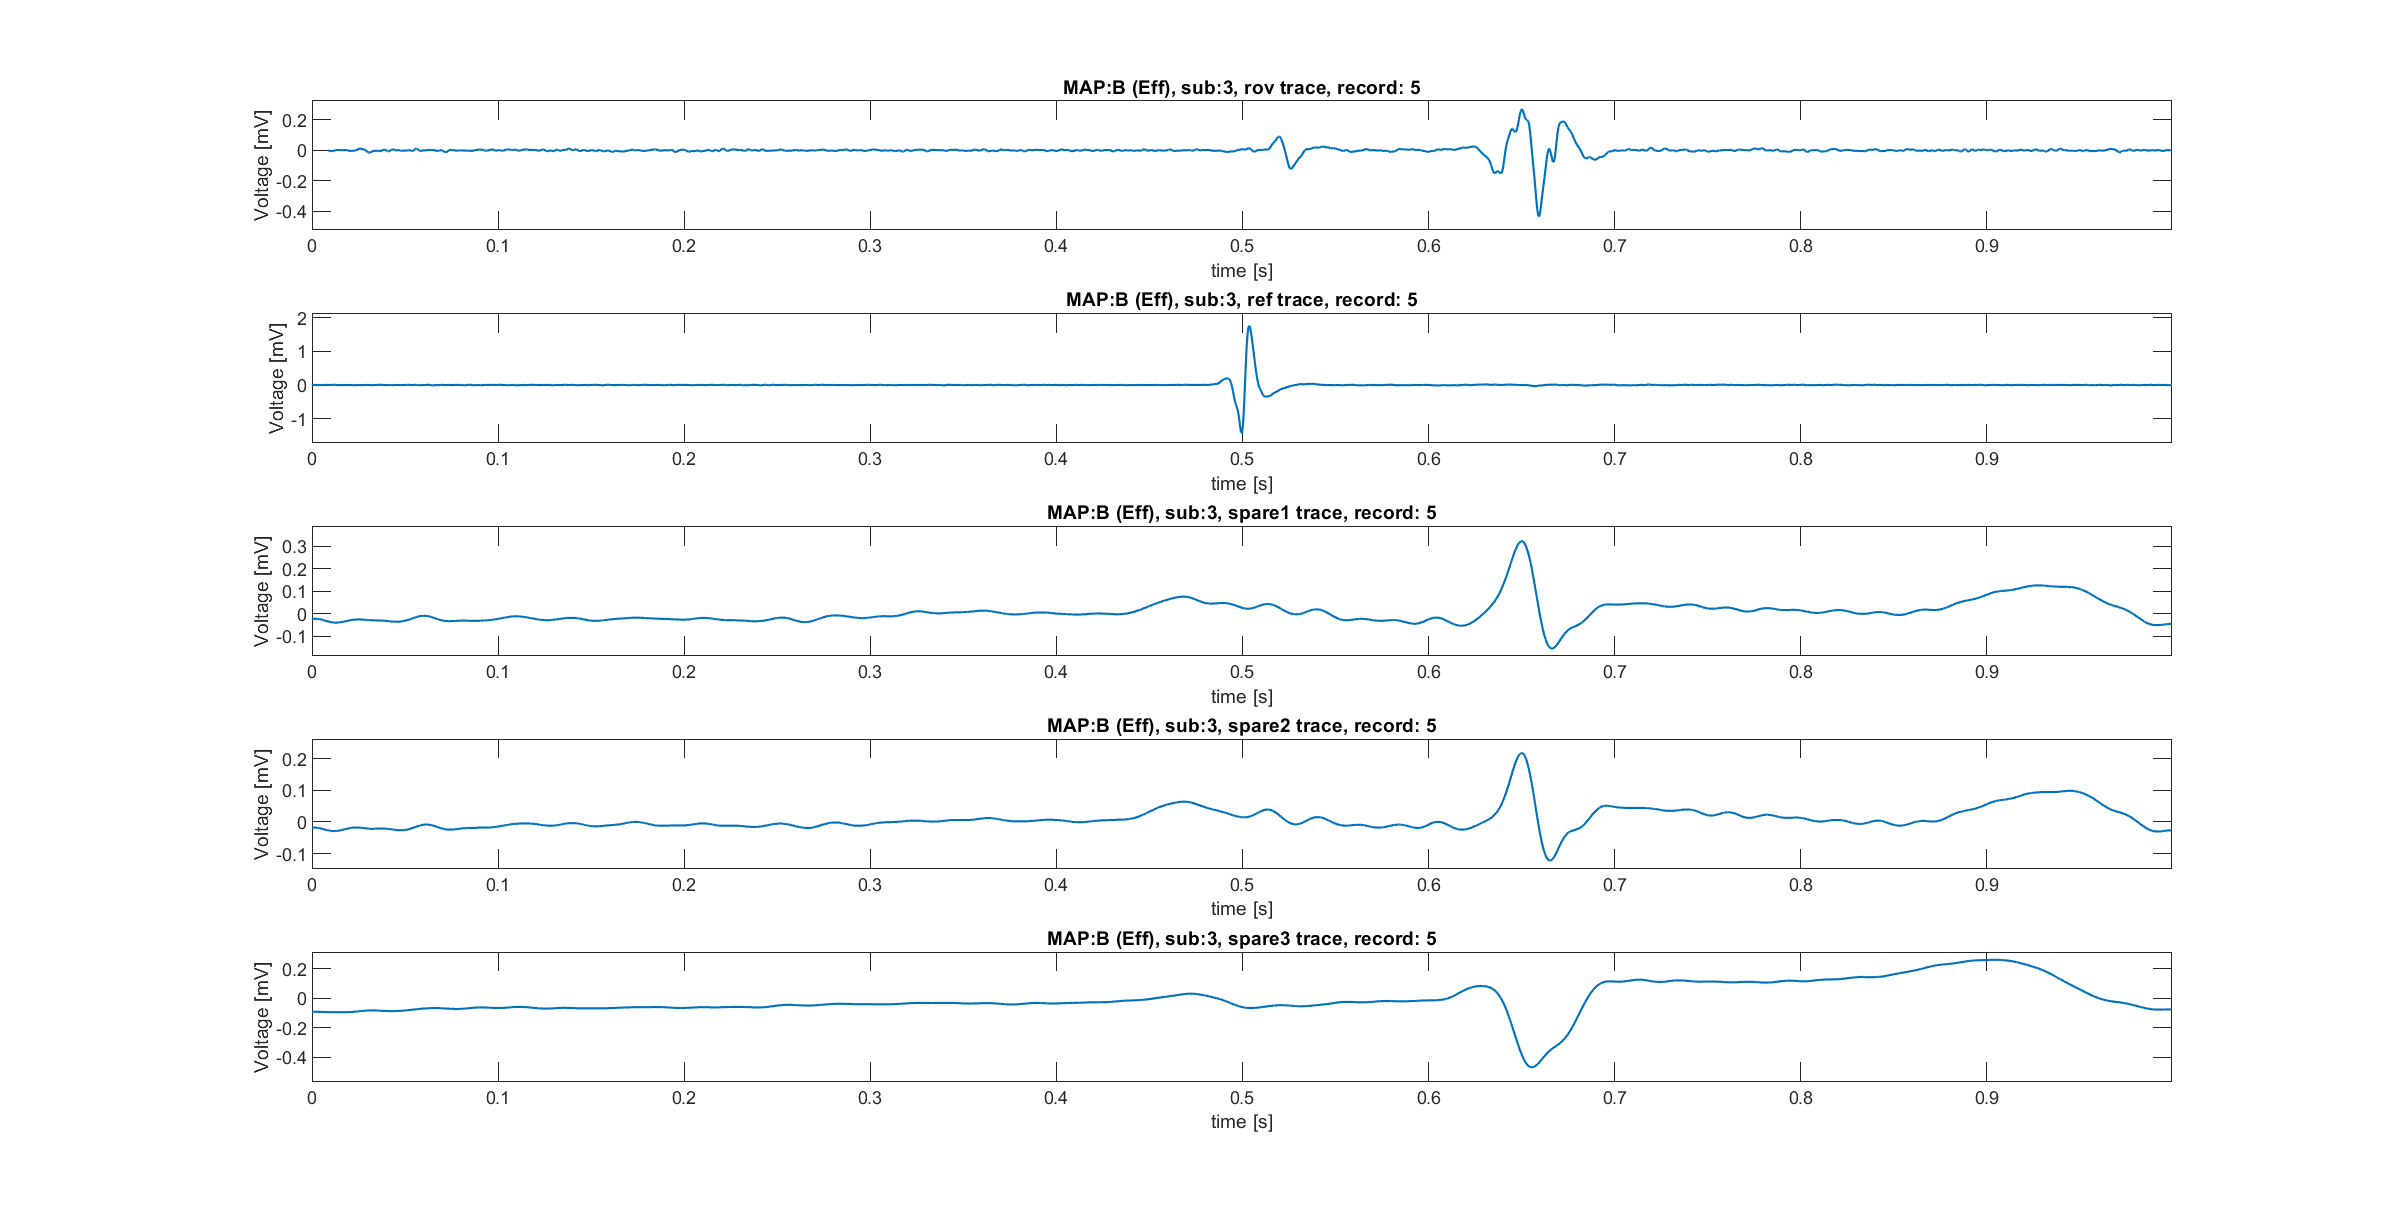 MAP:B (Eff), sub:3, rov trace, record: 5
Voltage [mV]
0.2
0
-0.2
-0.4
0 0.1 0.2 0.3 0.4 0.5 0.6 0.7 0.8 0.9
time [s]
MAP:B (Eff), sub:3, ref trace, record: 5
Voltage [mV]
2
1
0
-1
0 0.1 0.2 0.3 0.4 0.5 0.6 0.7 0.8 0.9
time [s]
MAP:B (Eff), sub:3, spare1 trace, record: 5
Voltage [mV]
0.3
0.2
0.1
0
-0.1
0 0.1 0.2 0.3 0.4 0.5 0.6 0.7 0.8 0.9
time [s]
MAP:B (Eff), sub:3, spare2 trace, record: 5
Voltage [mV]
0.2
0.1
0
-0.1
0 0.1 0.2 0.3 0.4 0.5 0.6 0.7 0.8 0.9
time [s]
MAP:B (Eff), sub:3, spare3 trace, record: 5
Voltage [mV]
0.2
0
-0.2
-0.4
0 0.1 0.2 0.3 0.4 0.5 0.6 0.7 0.8 0.9
time [s]